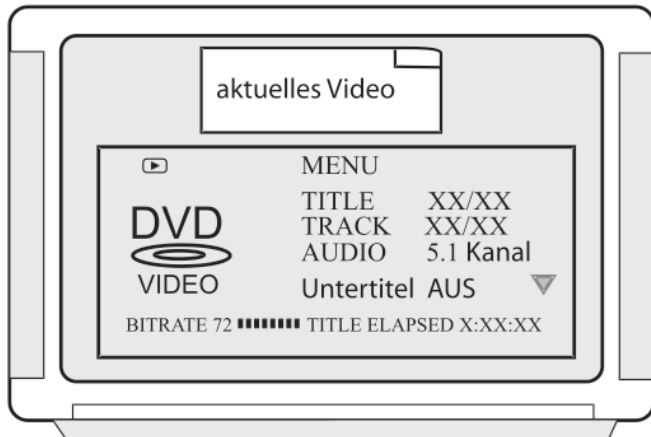 aktuelles Video
MENU
TITLE XX/XX
TRACK XX/XX
DVD
AUDIO 5.1 Kanal
VIDEO
Untertitel AUS
BITRATE 72 TITLE ELAPSED X:XX:XX